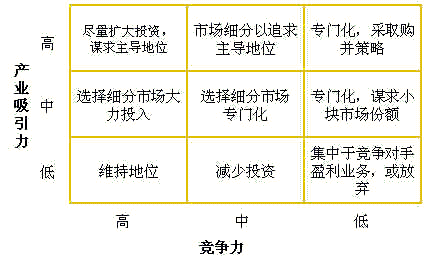 高
尽量扩大投资，
谋求主导地位
市场细分以追求
主导地位
专门化，采取购
并策略
产业吸引力
中
选择细分市场大
力投入
选择细分市场
专门化
专门化，谋求小
块市场份额
低
维持地位
减少投资
集中于竞争对手
盈利业务，或放
弃
高
中
低
竞争力